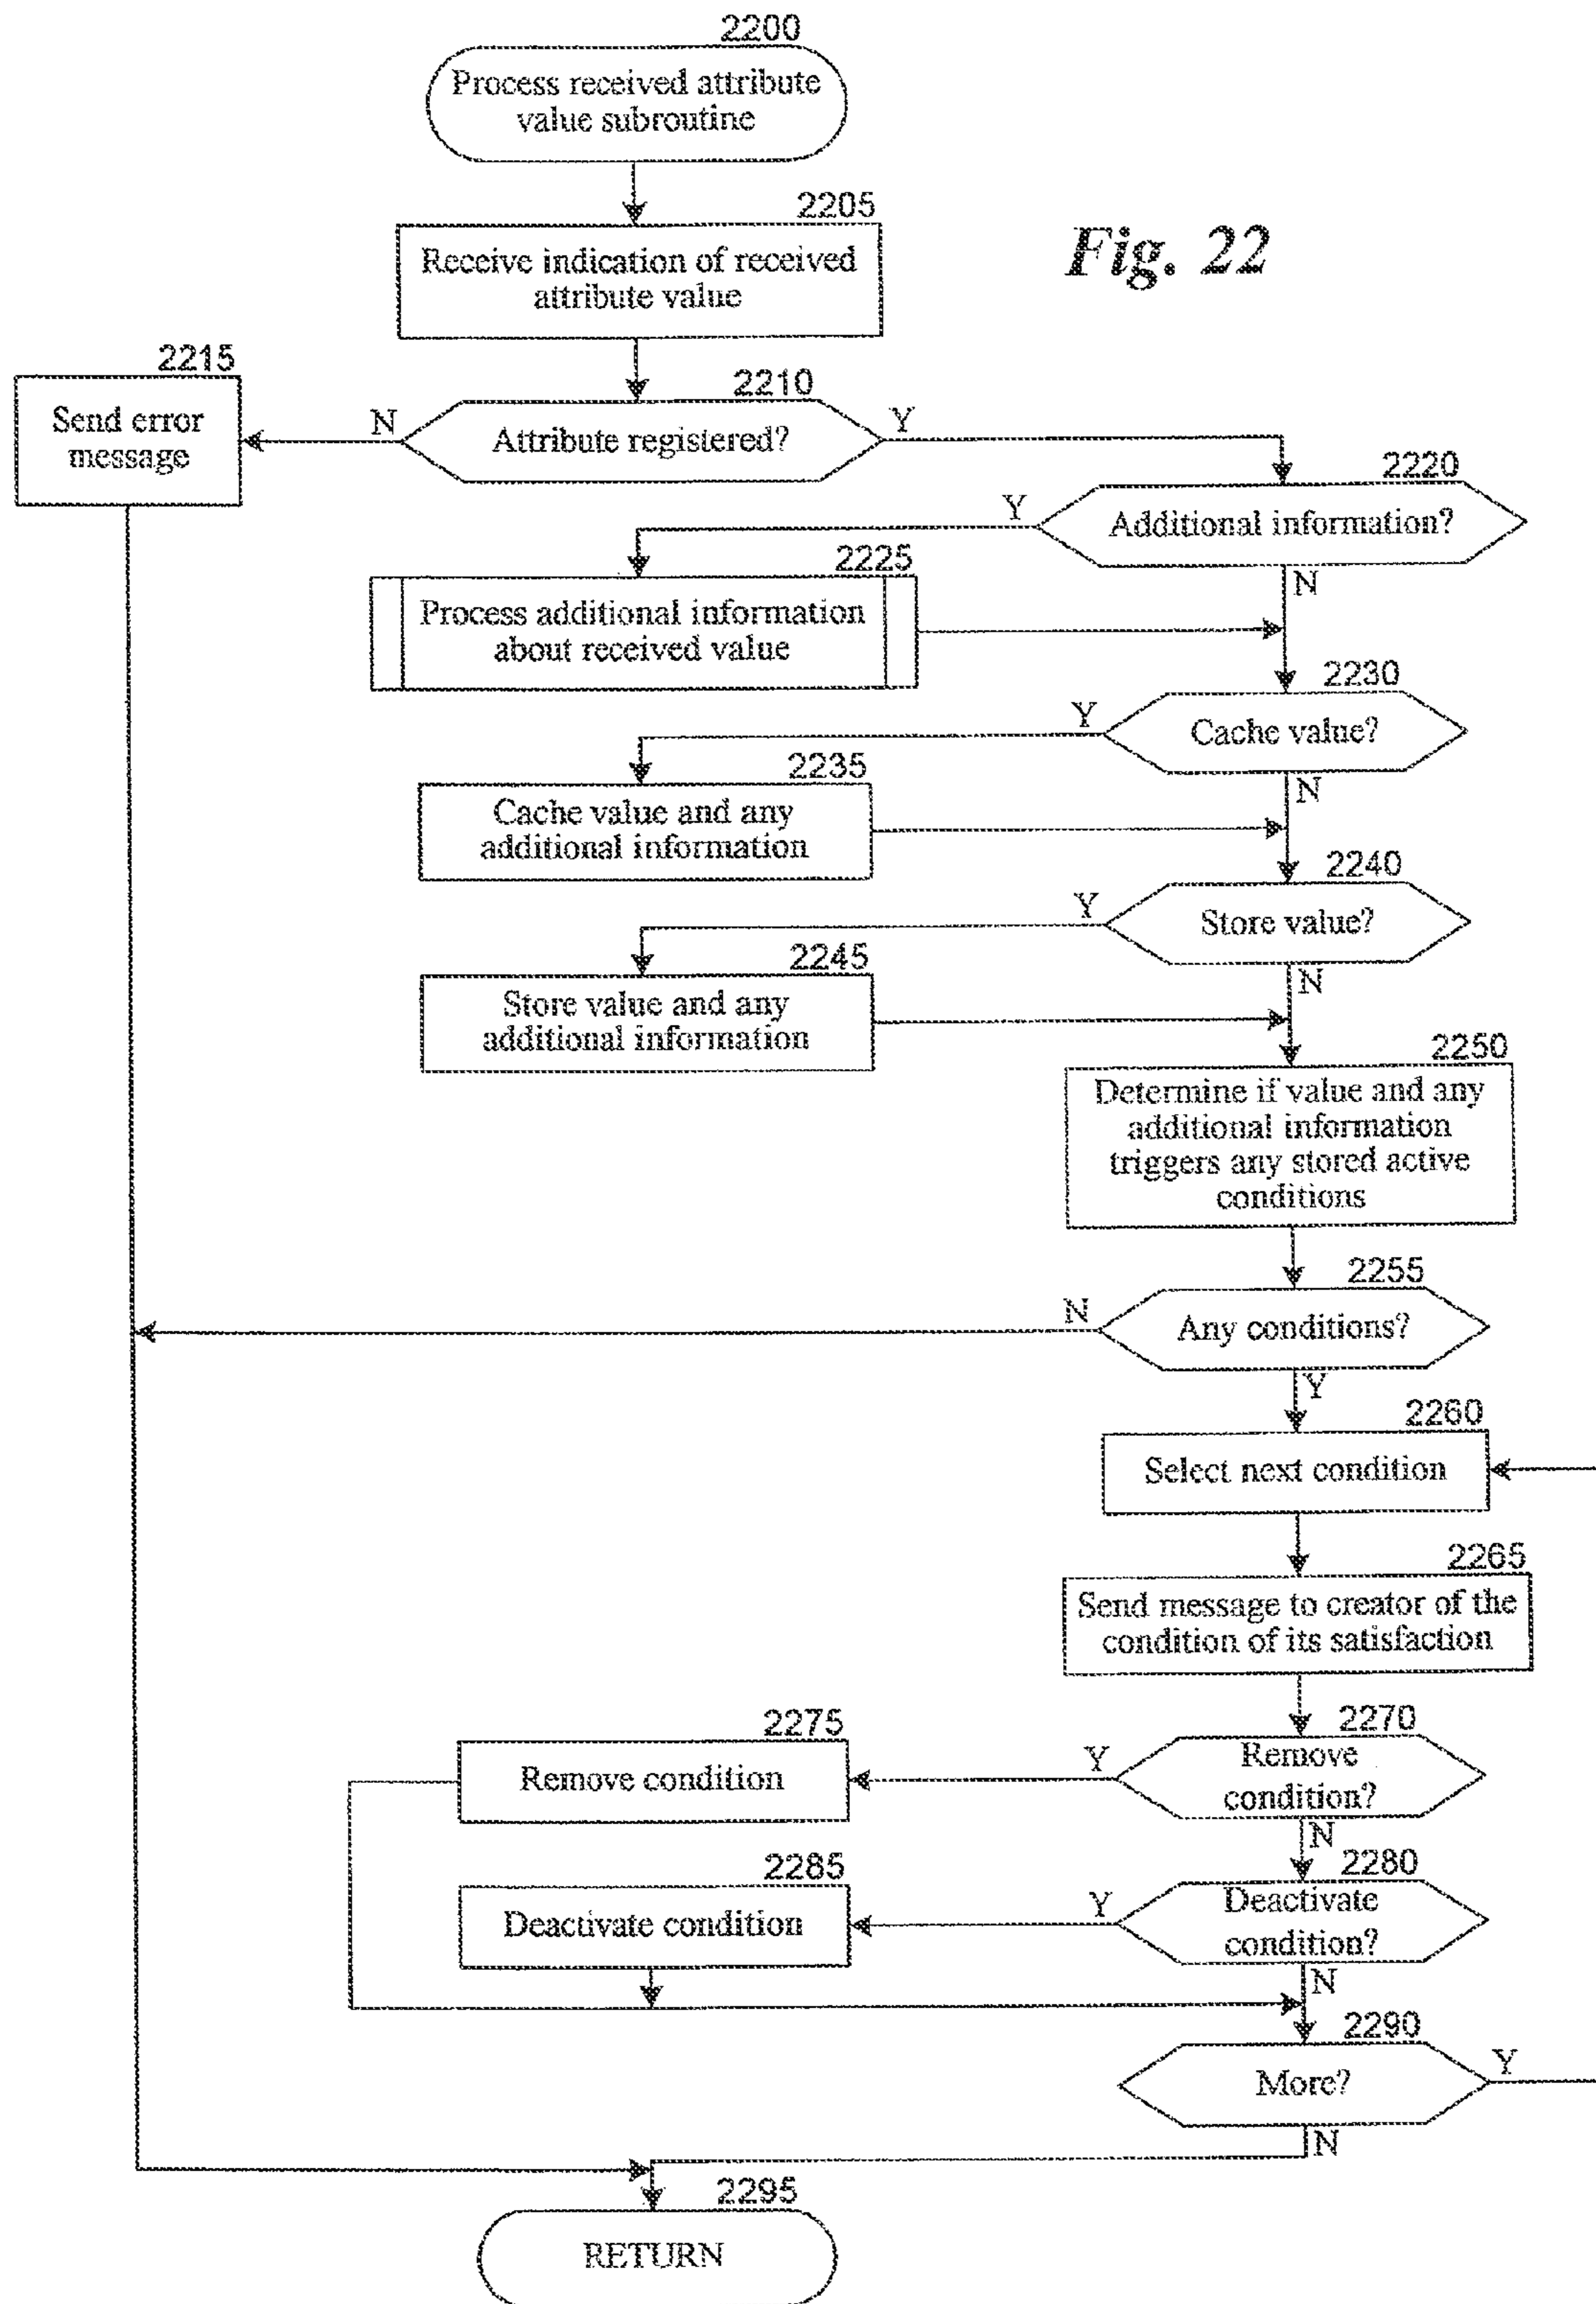 2200
Process received attribute
value subroutine
2205
Receive indication of received
attribute value
Fig. 22
2215
Send error
message
N
2210
Attribute registered?
Y
2220
Y
Additional information?
N
2225
Process additional information
about received value
2230
Y
Cache value?
N
2235
Cache value and any
additional information
2240
Y
Store value?
N
2245
Store value and any
additional information
2250
Determine if value and any
additional information
triggers any stored active
conditions
2255
N
Any conditions?
Y
2260
Select next condition
2265
Send message to creator of the
condition of its satisfaction
2270
Y
Remove
condition?
N
2275
Remove condition
2280
Y
Deactivate
condition?
N
2285
Deactivate condition
2290
More?
Y
N
2295
RETURN